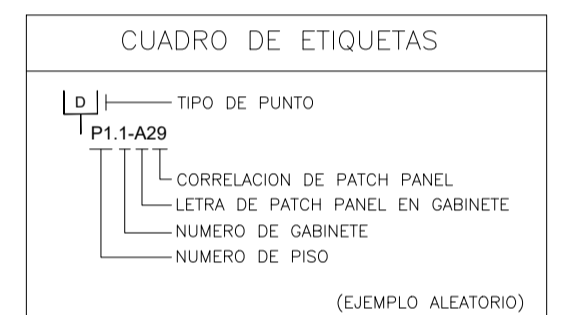 CUADRO DE ETIQUETAS
D
TIPO DE PUNTO
P1.1-A29
CORRELACION DE PATCH PANEL
LETRA DE PATCH PANEL EN GABINETE
NUMERO DE GABINETE
NUMERO DE PISO
(EJEMPLO ALEATORIO)